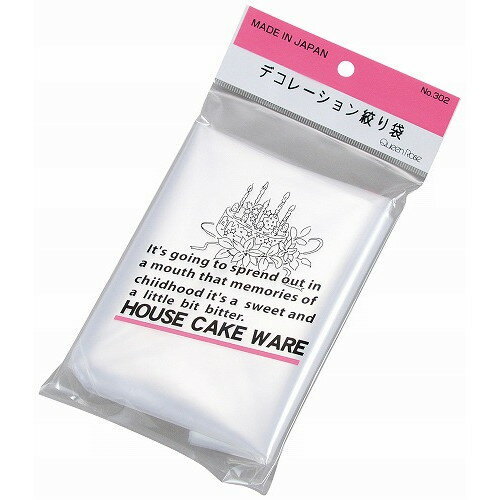 MADE IN JAPAN
No.302
デコレーション絞り袋
Queen Rose
It's going to sprend out in
a mouth that memories of
chiidhood it's a sweet and
a little bit bitter.
HOUSE CAKE WARE